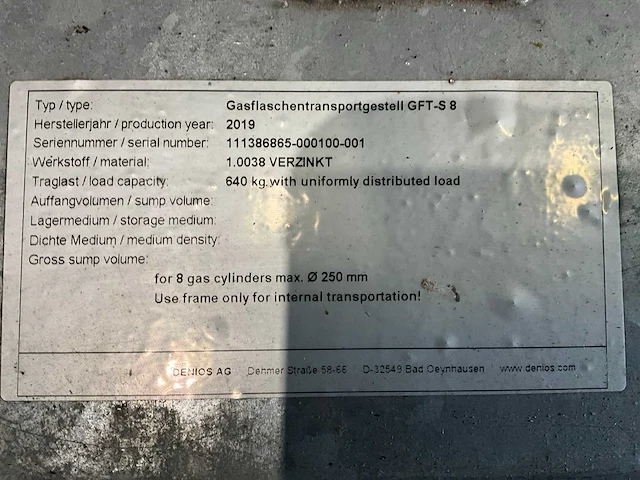 Typ / type: Gasflaschentransportgestell GFT-S 8
Herstellerjahr / production year: 2019
Seriennummer / serial number: 111386865-000100-001
Werkstoff / material: 1.0038 VERZINKT
Traglast / load capacity: 640 kg with uniformly distributed load
Auffangvolumen / sump volume:
Lagermedium / storage medium:
Dichte Medium / medium density:
Gross sump volume:
for 8 gas cylinders max. Ø 250 mm
Use frame only for internal transportation!
DENIOS AG Dehmer Straße 58-66 D-32549 Bad Oeynhausen www.denios.com